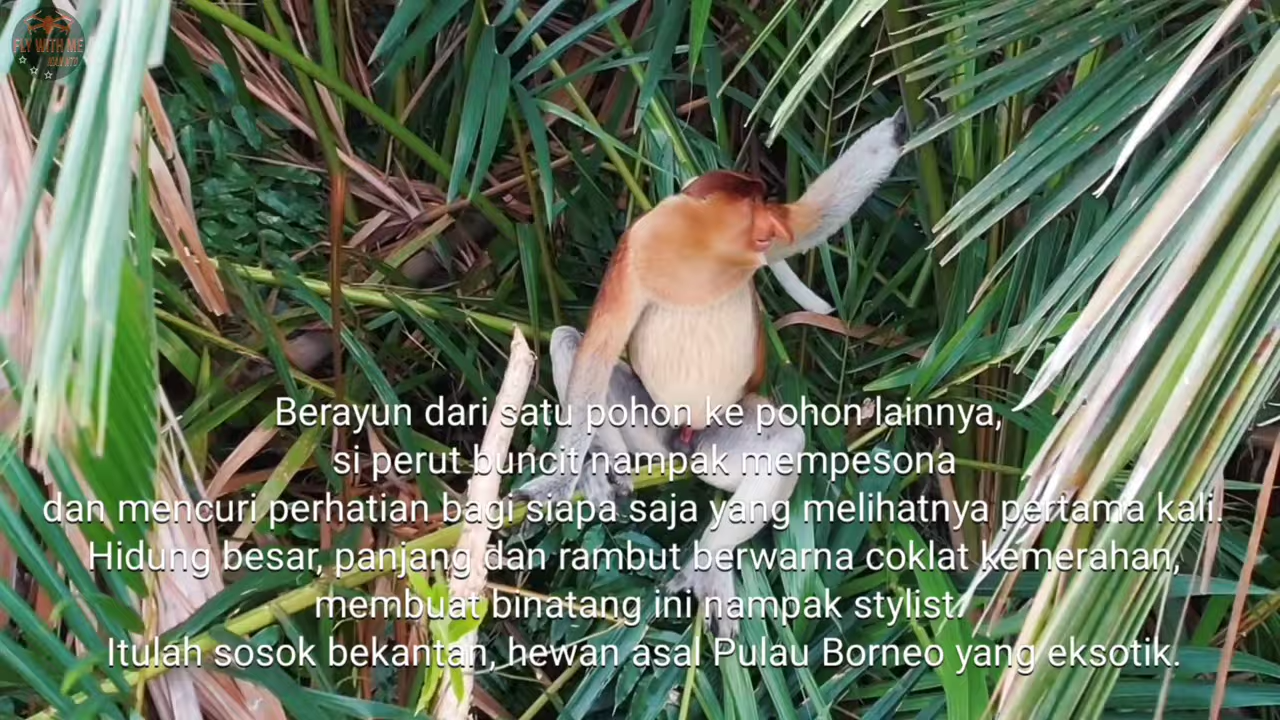 FLY WITH ME
Berayun dari satu pohon ke pohon lainnya,
si perut buncit nampak mempesona
dan mencuri perhatian bagi siapa saja yang melihatnya pertama kali.
Hidung besar, panjang dan rambut berwarna coklat kemerahan,
membuat binatang ini nampak stylist.
Itulah sosok bekantan, hewan asal Pulau Borneo yang eksotik.